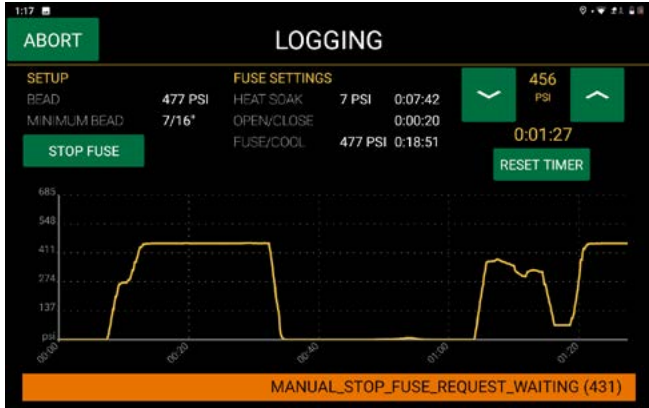 1:17
ABORT
LOGGING
SETUP
BEAD 477 PSI
MINIMUM BEAD 7/16"
STOP FUSE
FUSE SETTINGS
HEAT SOAK 7 PSI 0:07:42
OPEN/CLOSE 0:00:20
FUSE/COOL 477 PSI 0:18:51
456
PSI
0:01:27
RESET TIMER
685
548
411
274
137
psi
00:00
00:20
00:40
01:00
01:20
MANUAL_STOP_FUSE_REQUEST_WAITING (431)